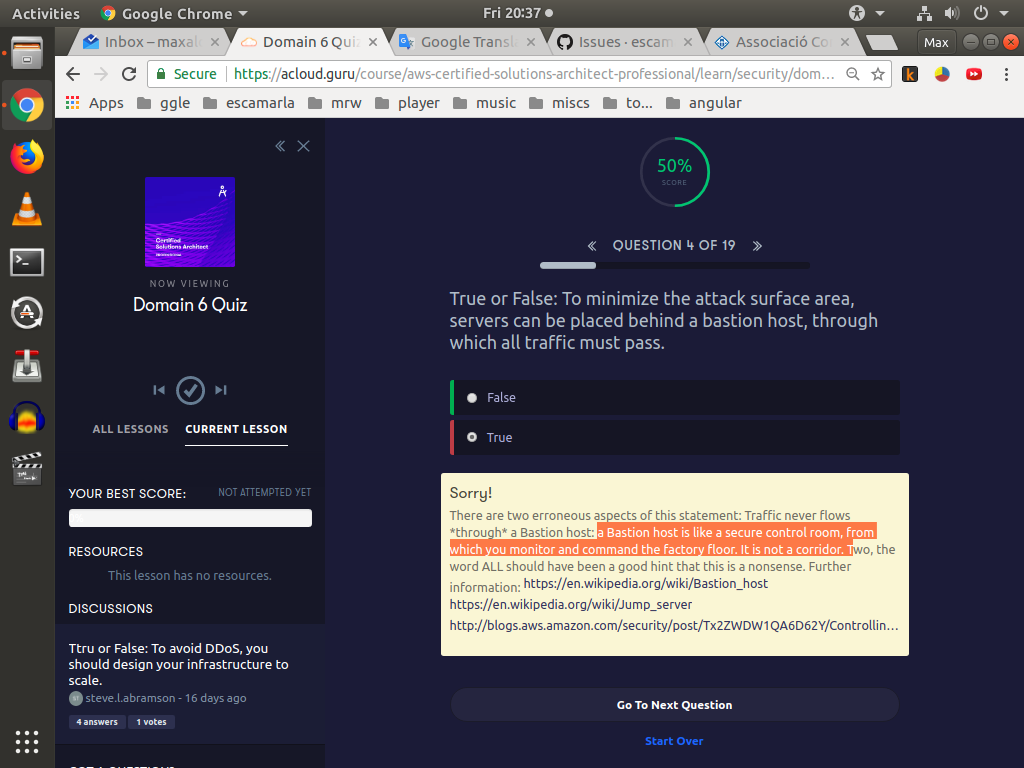 Activities
Google Chrome
Fri 20:37
Inbox – maxal
Domain 6 Qui
Google Transl
Issues · escam
Associació Co
Max
Secure
https://acloud.guru/course/aws-certified-solutions-architect-professional/learn/security/dom...
Apps
ggle
escamarla
mrw
player
music
miscs
to...
angular
NOW VIEWING
Domain 6 Quiz
ALL LESSONS
CURRENT LESSON
YOUR BEST SCORE:
NOT ATTEMPTED YET
RESOURCES
This lesson has no resources.
DISCUSSIONS
Ttru or False: To avoid DDoS, you
should design your infrastructure to
scale.
steve.l.abramson - 16 days ago
4 answers
1 votes
50%
SCORE
QUESTION 4 OF 19
True or False: To minimize the attack surface area,
servers can be placed behind a bastion host, through
which all traffic must pass.
False
True
Sorry!
There are two erroneous aspects of this statement: Traffic never flows
*through* a Bastion host: a Bastion host is like a secure control room, from
which you monitor and command the factory floor. It is not a corridor. Two, the
word ALL should have been a good hint that this is a nonsense. Further
information: https://en.wikipedia.org/wiki/Bastion_host
https://en.wikipedia.org/wiki/Jump_server
http://blogs.aws.amazon.com/security/post/Tx2ZWDW1QA6D62Y/Controllin...
Go To Next Question
Start Over